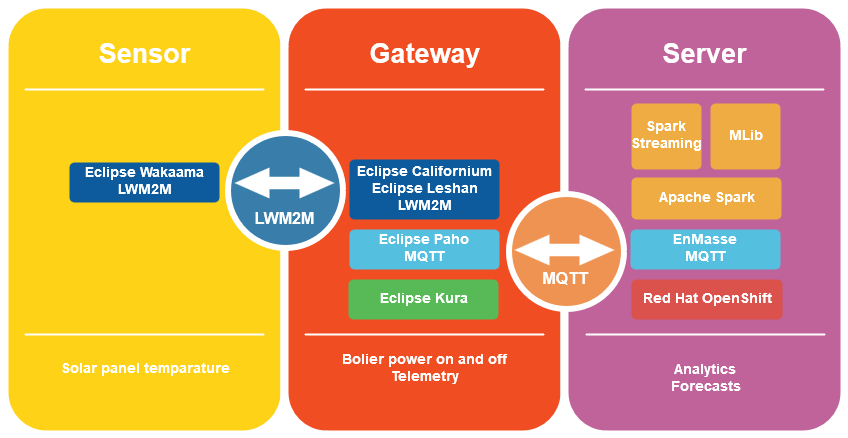 Sensor
Eclipse Wakaama
LWM2M
Solar panel temparature
LWM2M
Gateway
Eclipse Californium
Eclipse Leshan
LWM2M
Eclipse Paho
MQTT
Eclipse Kura
Bolier power on and off
Telemetry
MQTT
Server
Spark
Streaming
MLib
Apache Spark
EnMasse
MQTT
Red Hat OpenShift
Analytics
Forecasts